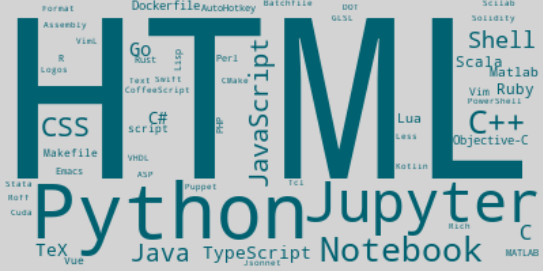 Format
Dockerfile
AutoHotkey
Batchfile
DOT
Scilab
GLSL
Solidity
Assembly
VimL
HTML
Go
Rust
Lisp
Perl
Shell
Scala
Matlab
R
Logos
Text
Swift
CMake
CoffeeScript
JavaScript
Vim
Ruby
PowerShell
CSS
C#
script
PHP
Lua
Less
C++
Objective-C
Makefile
VHDL
Emacs
ASP
Kotlin
Stata
Puppet
Tcl
Roff
Cuda
Python
Jupyter
Notebook
Rich
C
TeX
Vue
Java
TypeScript
Jsonnet
MATLAB